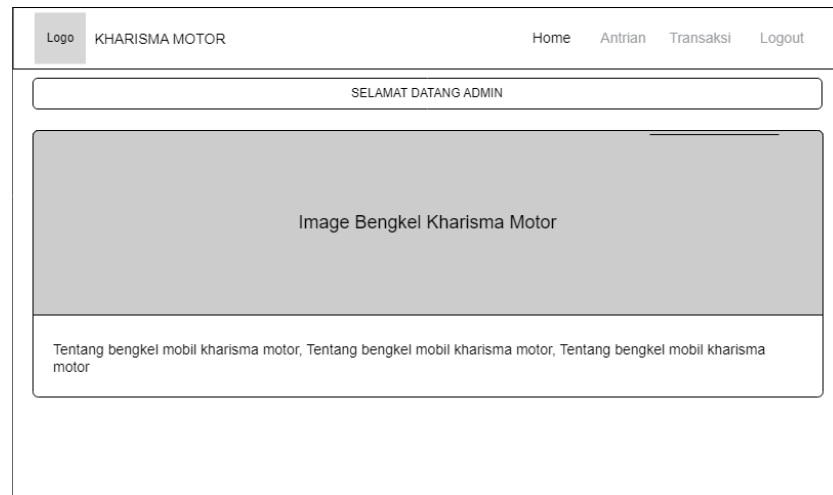 Logo KHARISMA MOTOR Home Antrian Transaksi Logout
SELAMAT DATANG ADMIN
Image Bengkel Kharisma Motor
Tentang bengkel mobil kharisma motor, Tentang bengkel mobil kharisma motor, Tentang bengkel mobil kharisma
motor